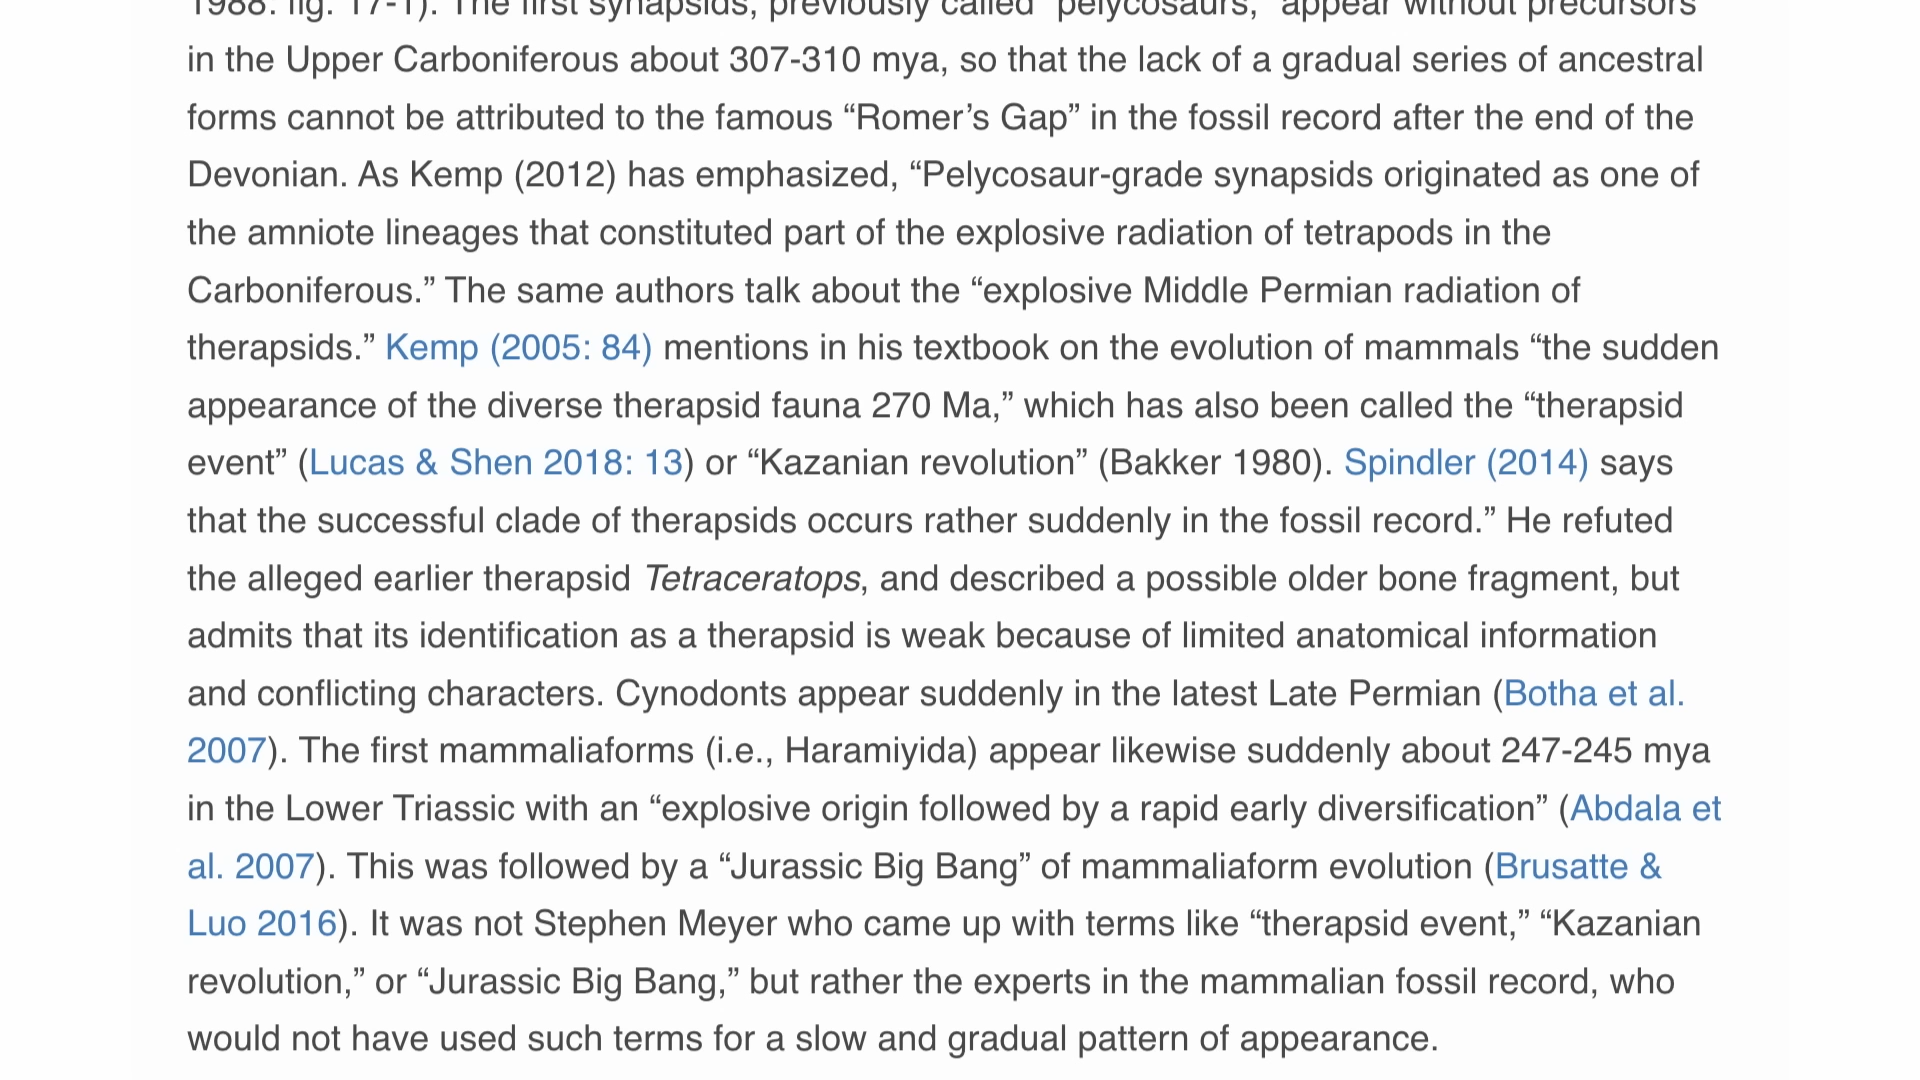 1988: fig. 17-1). The first synapsids, previously called “pelycosaurs,” appear without precursors
in the Upper Carboniferous about 307-310 mya, so that the lack of a gradual series of ancestral
forms cannot be attributed to the famous “Romer’s Gap” in the fossil record after the end of the
Devonian. As Kemp (2012) has emphasized, “Pelycosaur-grade synapsids originated as one of
the amniote lineages that constituted part of the explosive radiation of tetrapods in the
Carboniferous.” The same authors talk about the “explosive Middle Permian radiation of
therapsids.” Kemp (2005: 84) mentions in his textbook on the evolution of mammals “the sudden
appearance of the diverse therapsid fauna 270 Ma,” which has also been called the “therapsid
event” (Lucas & Shen 2018: 13) or “Kazanian revolution” (Bakker 1980). Spindler (2014) says
that the successful clade of therapsids occurs rather suddenly in the fossil record.” He refuted
the alleged earlier therapsid Tetraceratops, and described a possible older bone fragment, but
admits that its identification as a therapsid is weak because of limited anatomical information
and conflicting characters. Cynodonts appear suddenly in the latest Late Permian (Botha et al.
2007). The first mammaliaforms (i.e., Haramiyida) appear likewise suddenly about 247-245 mya
in the Lower Triassic with an “explosive origin followed by a rapid early diversification” (Abdala et
al. 2007). This was followed by a “Jurassic Big Bang” of mammaliaform evolution (Brusatte &
Luo 2016). It was not Stephen Meyer who came up with terms like “therapsid event,” “Kazanian
revolution,” or “Jurassic Big Bang,” but rather the experts in the mammalian fossil record, who
would not have used such terms for a slow and gradual pattern of appearance.